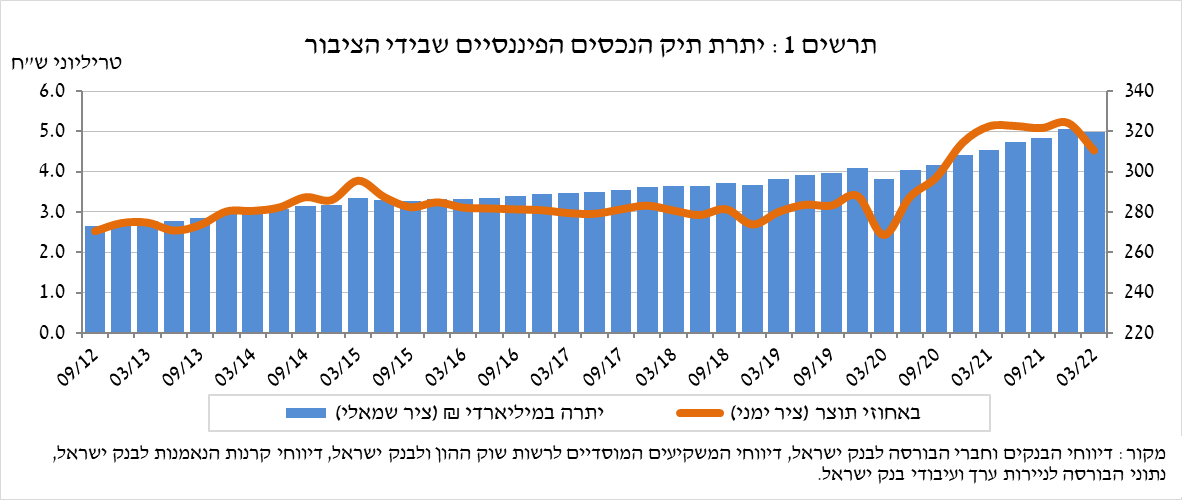 תרשים 1 : יתרת תיק הנכסים הפיננסיים שבידי הציבור
טריליוני ש"ח
6.0
5.0
4.0
3.0
2.0
1.0
0.0
340
320
300
280
260
240
220
09/12 03/13 09/13 03/14 09/14 03/15 09/15 03/16 09/16 03/17 09/17 03/18 09/18 03/19 09/19 03/20 09/20 03/21 09/21 03/22
יתרה במיליארדי ₪ (ציר שמאלי)
באחוזי תוצר (ציר ימני)
מקור : דיווחי הבנקים וחברי הבורסה לבנק ישראל, דיווחי המשקיעים המוסדיים לרשות שוק ההון ולבנק ישראל, דיווחי קרנות הנאמנות לבנק ישראל,
נתוני הבורסה לניירות ערך ועיבודי בנק ישראל.